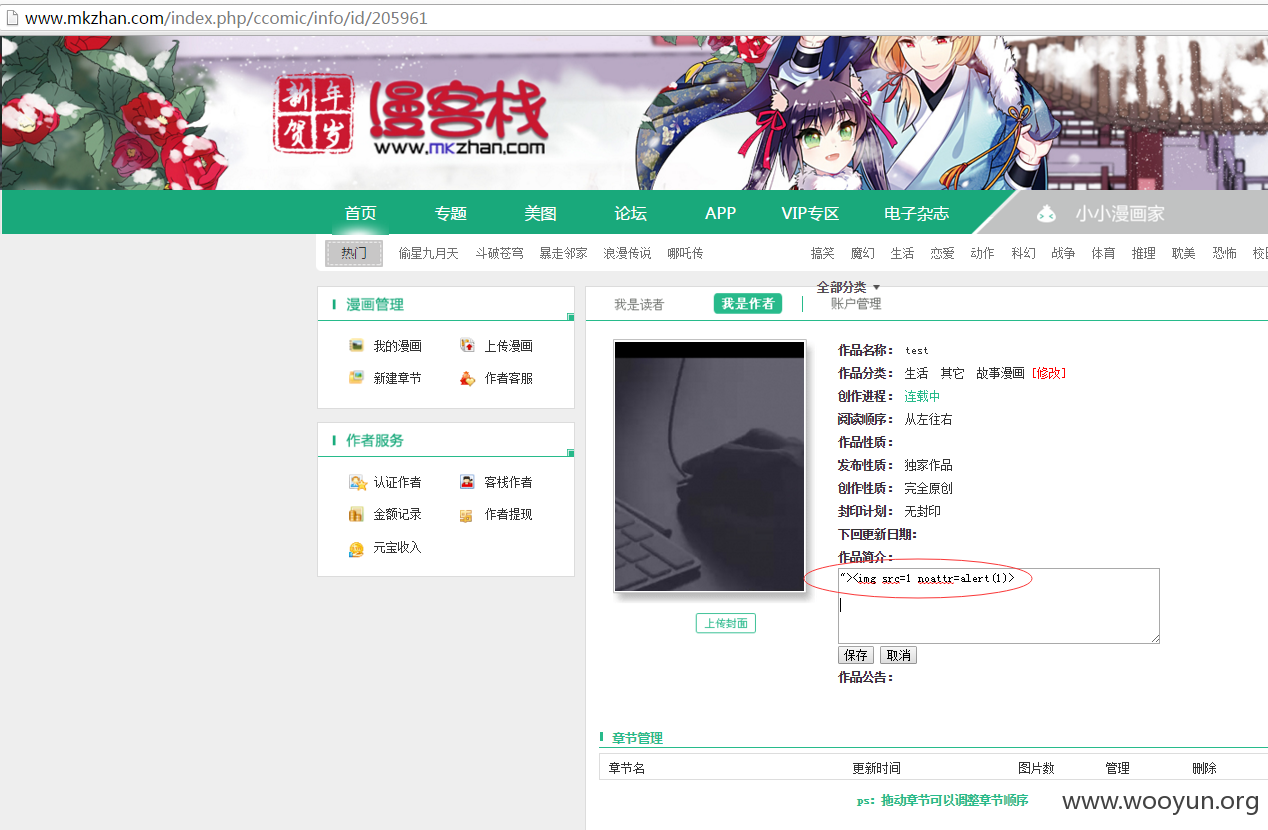 www.mkzhan.com/index.php/ccomic/info/id/205961
新年贺岁
漫客栈
www.mkzhan.com
首页 专题 美图 论坛 APP VIP专区 电子杂志 小小漫画家
热门 偷星九月天 斗破苍穹 暴走邻家 浪漫传说 哪吒传 搞笑 魔幻 生活 恋爱 动作 科幻 战争 体育 推理 耽美 恐怖
全部分类
漫画管理
我的漫画 上传漫画
新建章节 作者客服
作者服务
认证作者 客栈作者
金额记录 作者提现
元宝收入
我是读者 我是作者 账户管理
上传封面
作品名称： test
作品分类： 生活 其它 故事漫画 [修改]
创作进程： 连载中
阅读顺序： 从左往右
作品性质：
发布性质： 独家作品
创作性质： 完全原创
封印计划： 无封印
下回更新日期：
作品简介：
"><img src=1 noattr=alert(1)>
保存 取消
作品公告：
章节管理
章节名 更新时间 图片数 管理 删除
ps：拖动章节可以调整章节顺序
www.wooyun.org